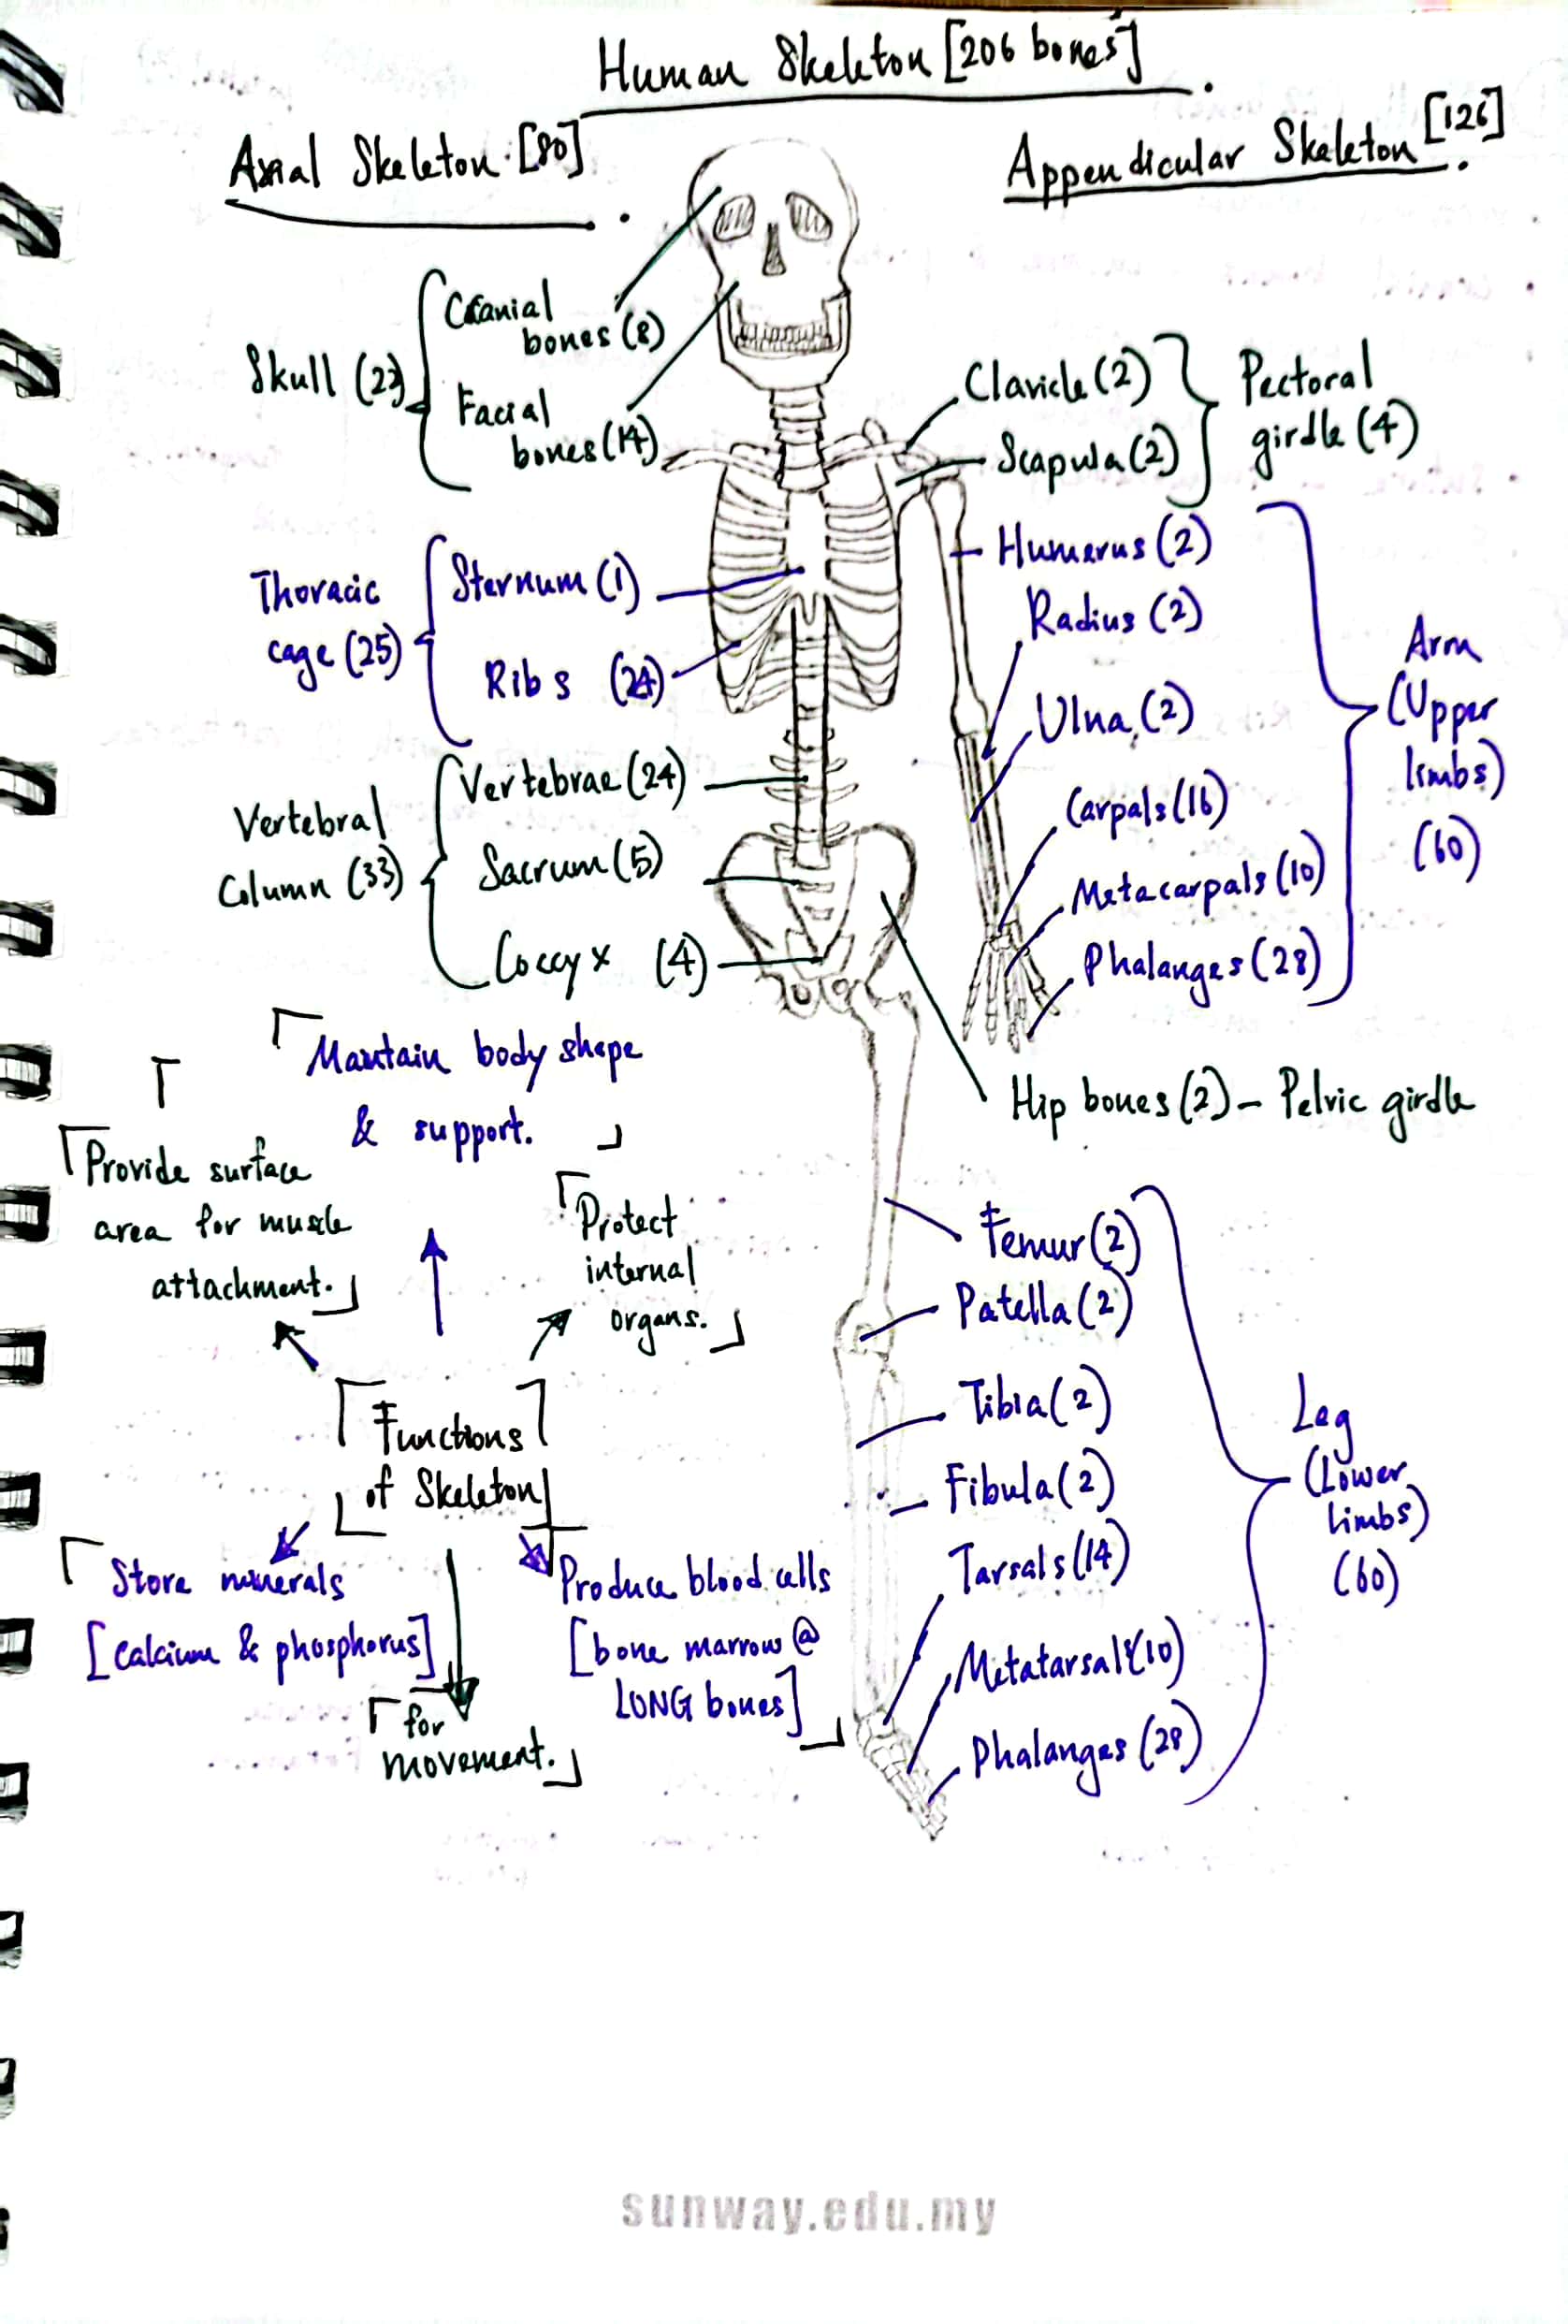 Human Skeleton [206 bones]
Axial Skeleton [80]
Appendicular Skeleton [126]
Cranial
bones (8)
Skull (22)
Facial
bones (14)
Clavicle (2)
Scapula (2)
Pectoral
girdle (4)
Thoracic
cage (25)
Sternum (1)
Ribs (24)
Humerus (2)
Radius (2)
Ulna (2)
Carpals (16)
Metacarpals (10)
Phalanges (28)
Arm
(Upper
limbs)
(60)
Vertebral
Column (33)
Vertebrae (24)
Sacrum (5)
Coccyx (4)
Hip bones (2) - Pelvic girdle
Femur (2)
Patella (2)
Tibia (2)
Fibula (2)
Tarsals (14)
Metatarsals (10)
Phalanges (28)
Leg
(Lower
limbs)
(60)
Maintain body shape
& support.
Provide surface
area for muscle
attachment.
Protect
internal
organs.
Functions
of Skeleton
Store minerals
[calcium & phosphorus]
for
movement.
Produce blood cells
[bone marrow @
LONG bones]
sunway.edu.my